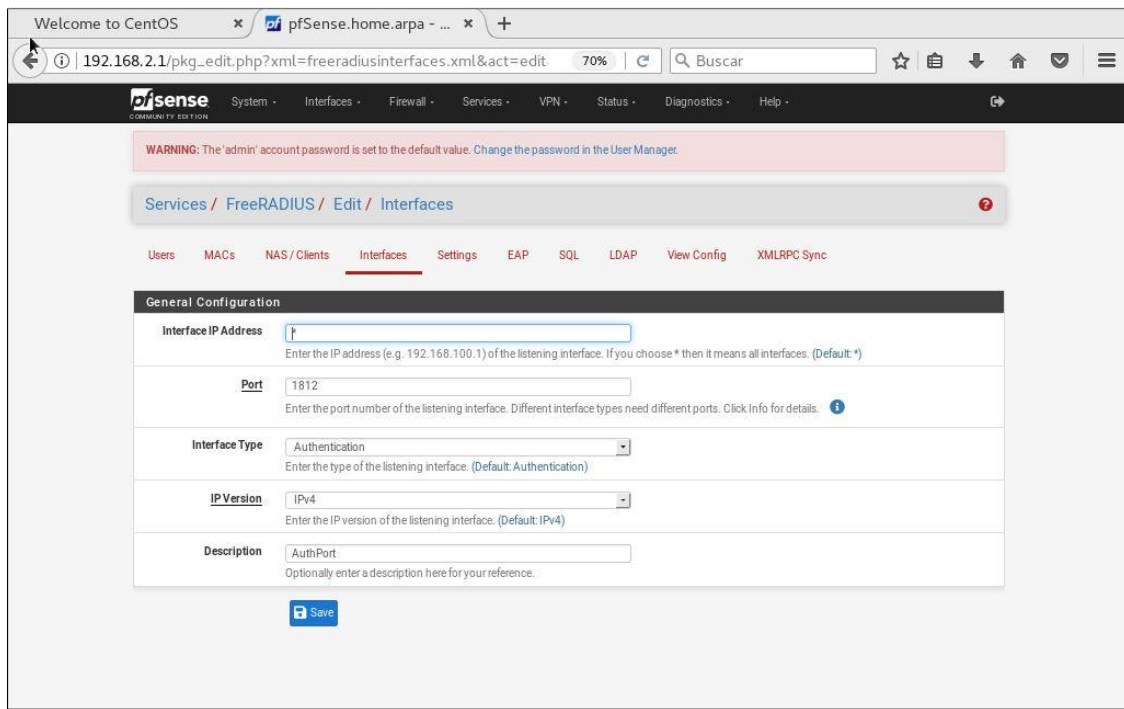 Welcome to CentOS
pfSense.home.arpa - ...
192.168.2.1/pkg_edit.php?xml=freeradiusinterfaces.xml&act=edit
70%
Buscar
pfsense
COMMUNITY EDITION
System
Interfaces
Firewall
Services
VPN
Status
Diagnostics
Help
WARNING: The 'admin' account password is set to the default value. Change the password in the User Manager.
Services / FreeRADIUS / Edit / Interfaces
Users
MACs
NAS / Clients
Interfaces
Settings
EAP
SQL
LDAP
View Config
XMLRPC Sync
General Configuration
Interface IP Address
*
Enter the IP address (e.g. 192.168.100.1) of the listening interface. If you choose * then it means all interfaces. (Default: *)
Port
1812
Enter the port number of the listening interface. Different interface types need different ports. Click Info for details.
Interface Type
Authentication
Enter the type of the listening interface. (Default: Authentication)
IP Version
IPv4
Enter the IP version of the listening interface. (Default: IPv4)
Description
AuthPort
Optionally enter a description here for your reference.
Save